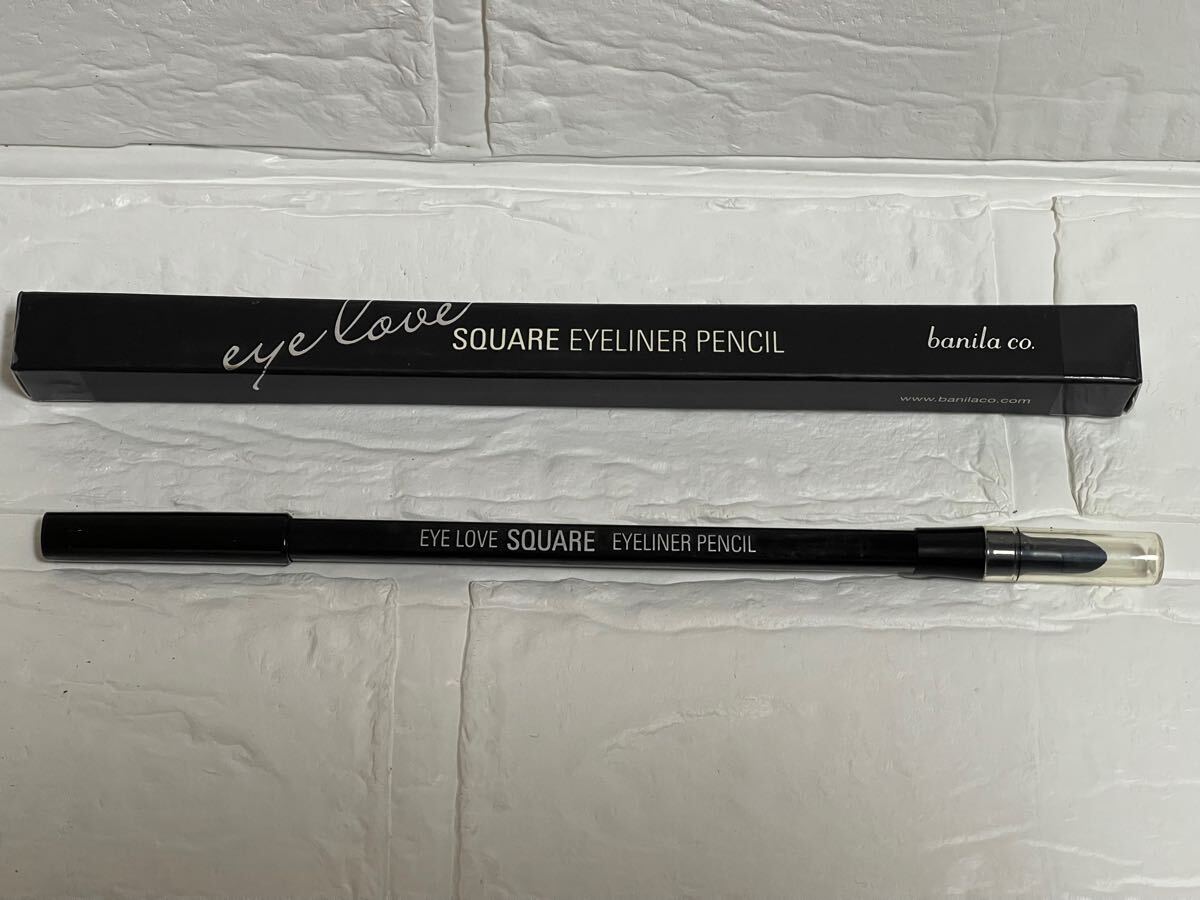 eye love SQUARE EYELINER PENCIL
banila co.
www.banilaco.com
EYE LOVE SQUARE EYELINER PENCIL